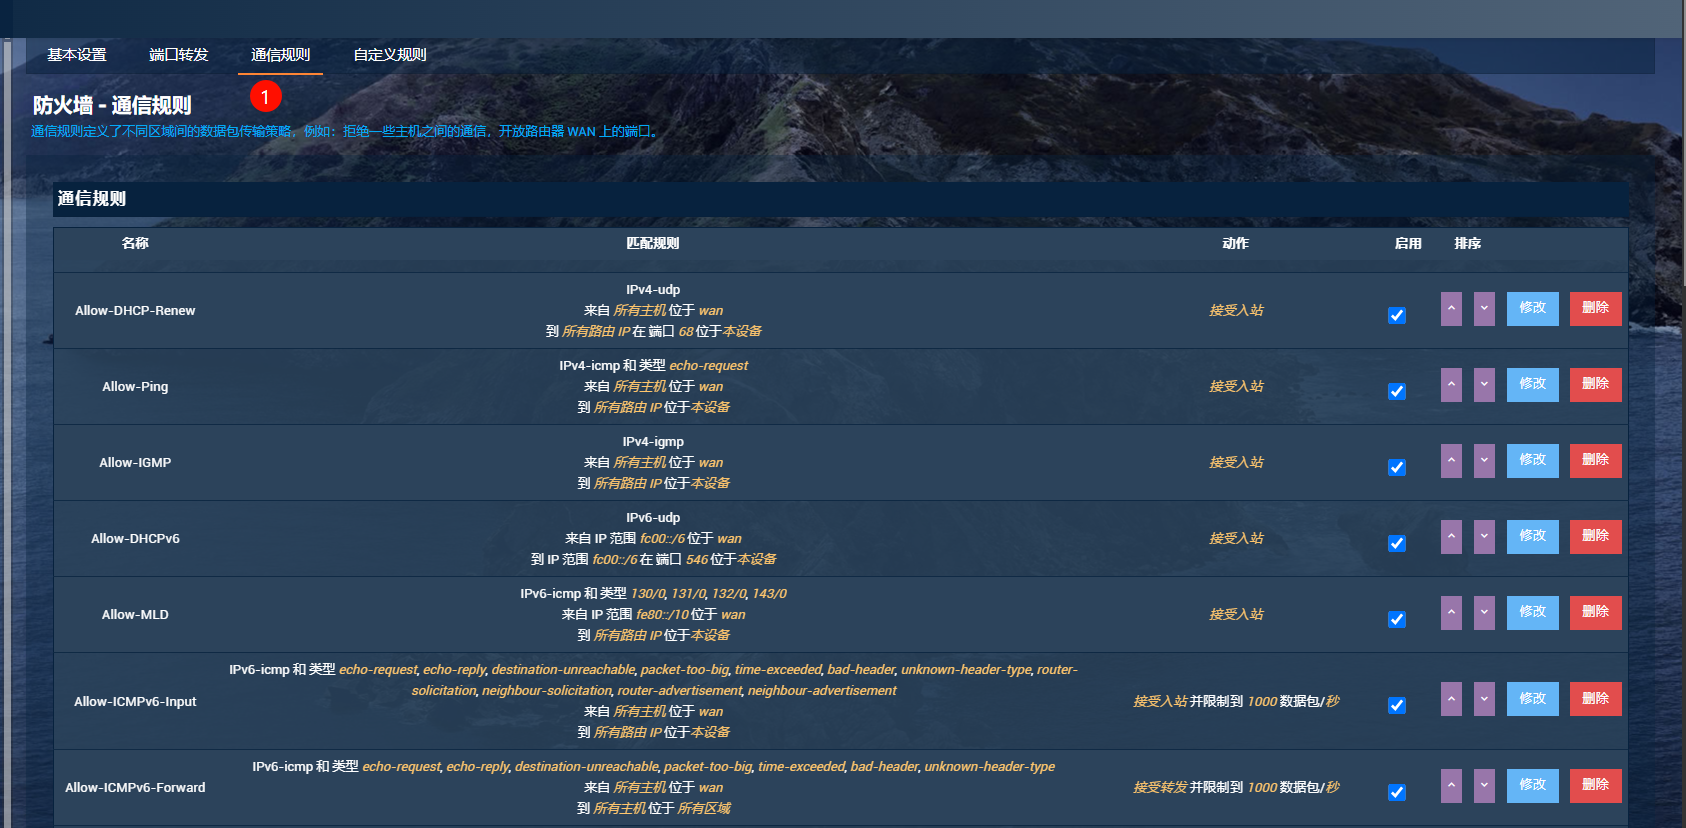 基本设置 端口转发 通信规则 自定义规则
1
防火墙 - 通信规则
通信规则定义了不同区域间的数据包传输策略，例如：拒绝一些主机之间的通信、开放路由器 WAN 上的端口。
通信规则
名称 匹配规则 动作 启用 排序
IPv4-udp
Allow-DHCP-Renew 来自 所有主机 位于 wan 接受入站 修改 删除
到 所有路由 IP 在 端口 68 位于本设备
IPv4-icmp 和 类型 echo-request
Allow-Ping 来自 所有主机 位于 wan 接受入站 修改 删除
到 所有路由 IP 位于本设备
IPv4-igmp
Allow-IGMP 来自 所有主机 位于 wan 接受入站 修改 删除
到 所有路由 IP 位于本设备
IPv6-udp
Allow-DHCPv6 来自 IP 范围 fc00::/6 位于 wan 接受入站 修改 删除
到 IP 范围 fc00::/6 在 端口 546 位于本设备
IPv6-icmp 和 类型 130/0, 131/0, 132/0, 143/0
Allow-MLD 来自 IP 范围 fe80::/10 位于 wan 接受入站 修改 删除
到 所有路由 IP 位于本设备
IPv6-icmp 和 类型 echo-request, echo-reply, destination-unreachable, packet-too-big, time-exceeded, bad-header, unknown-header-type, router-
solicitation, neighbour-solicitation, router-advertisement, neighbour-advertisement
Allow-ICMPv6-Input 接受入站 并限制到 1000 数据包/秒 修改 删除
来自 所有主机 位于 wan
到 所有路由 IP 位于本设备
IPv6-icmp 和 类型 echo-request, echo-reply, destination-unreachable, packet-too-big, time-exceeded, bad-header, unknown-header-type
Allow-ICMPv6-Forward 来自 所有主机 位于 wan 接受转发 并限制到 1000 数据包/秒 修改 删除
到 所有主机 位于 所有区域